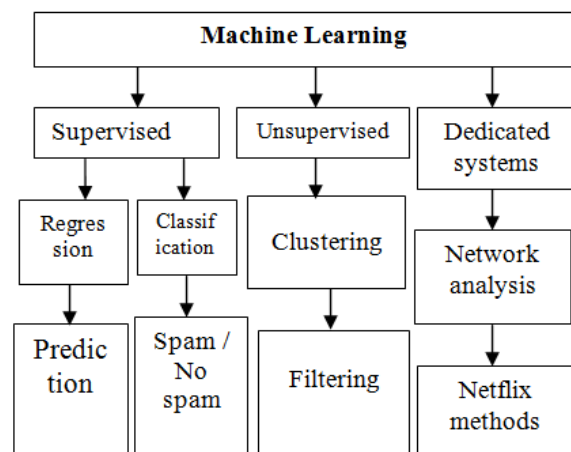 Machine Learning
Supervised
Unsupervised
Dedicated
systems
Regres
sion
Classif
ication
Clustering
Network
analysis
Predic
tion
Spam /
No
spam
Filtering
Netflix
methods